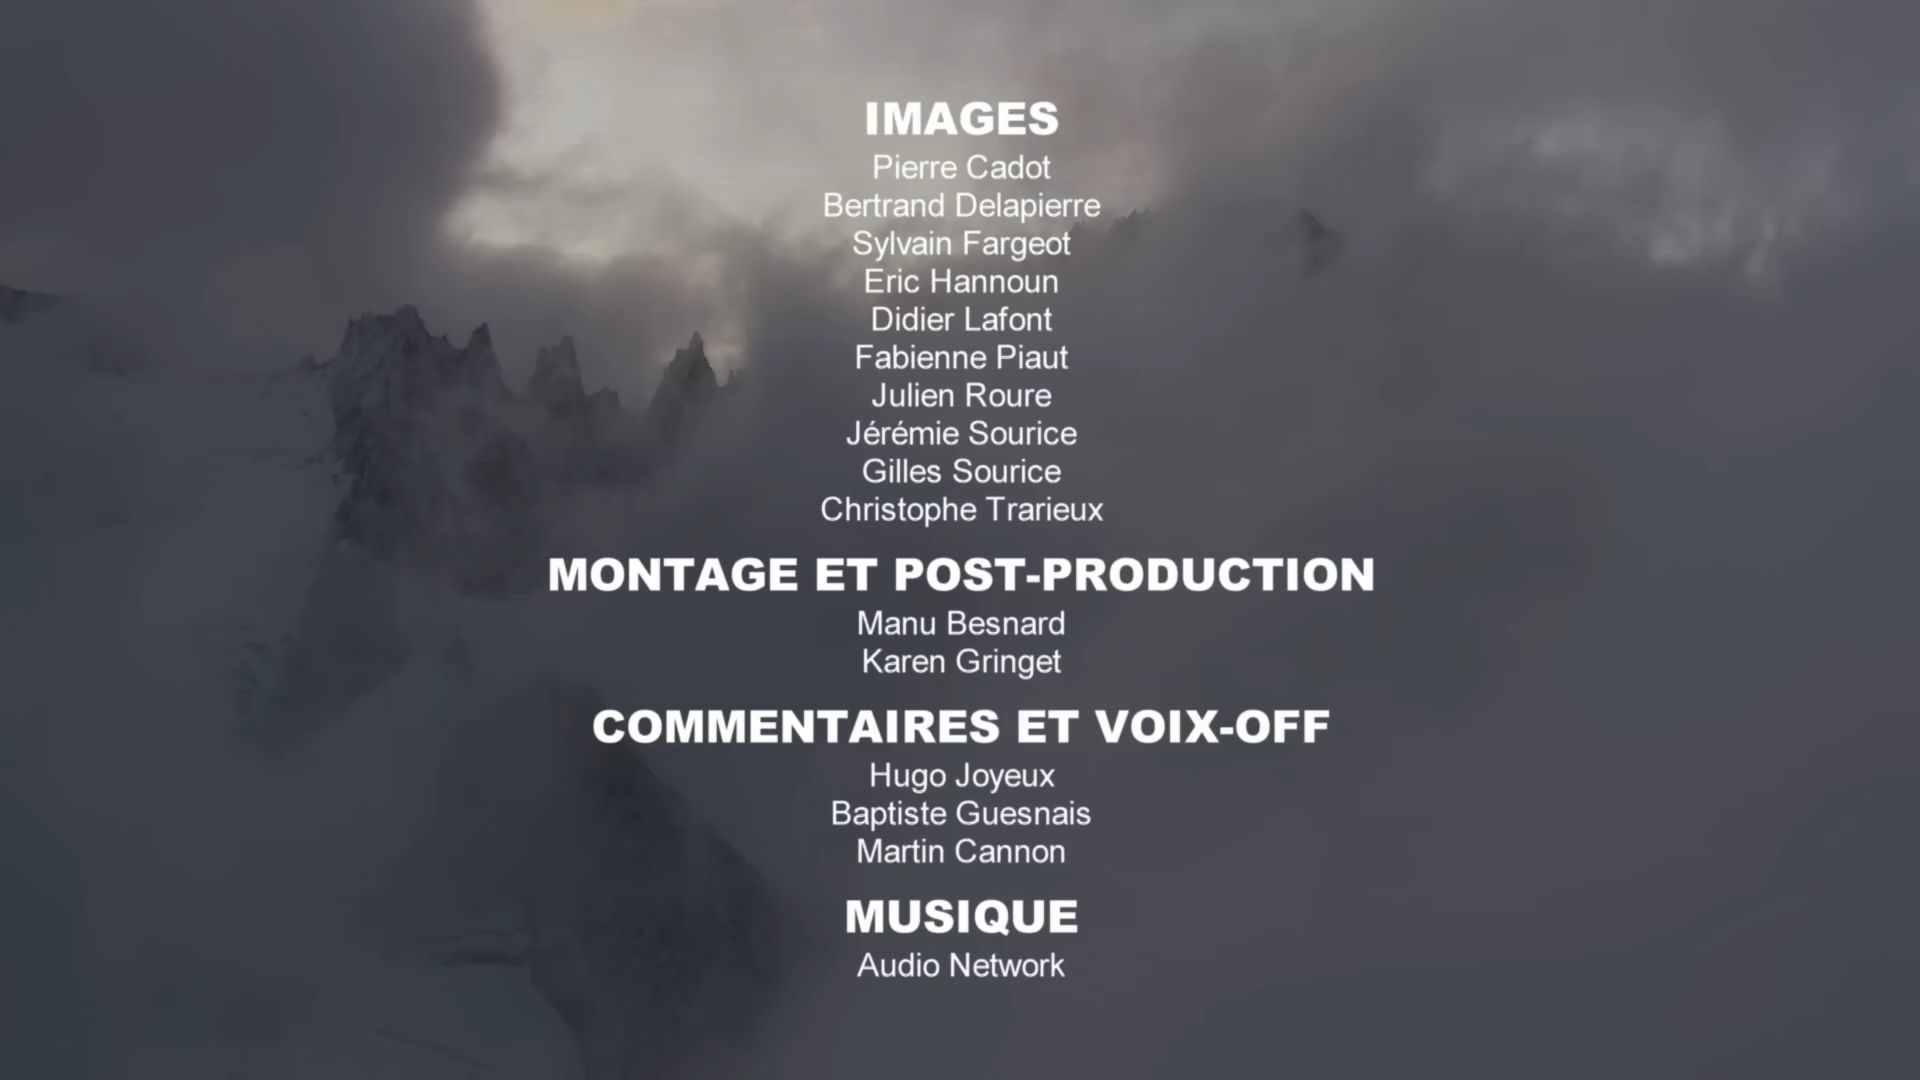 IMAGES
Pierre Cadot
Bertrand Delapierre
Sylvain Fargeot
Eric Hannoun
Didier Lafont
Fabienne Piaut
Julien Roure
Jérémie Sourice
Gilles Sourice
Christophe Trarieux
MONTAGE ET POST-PRODUCTION
Manu Besnard
Karen Gringet
COMMENTAIRES ET VOIX-OFF
Hugo Joyeux
Baptiste Guesnais
Martin Cannon
MUSIQUE
Audio Network